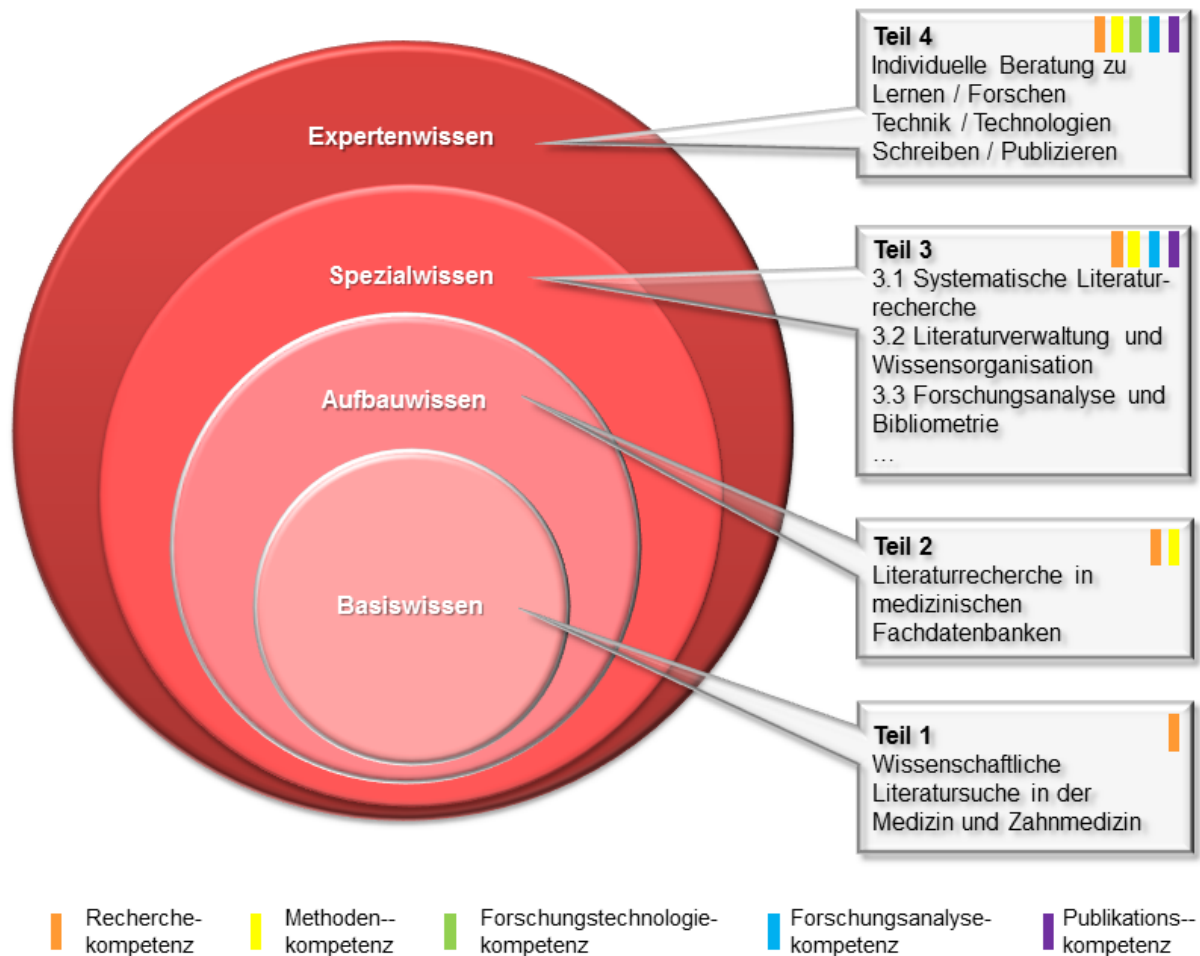 Expertenwissen
Spezialwissen
Aufbauwissen
Basiswissen
Teil 4
Individuelle Beratung zu
Lernen / Forschen
Technik / Technologien
Schreiben / Publizieren
Teil 3
3.1 Systematische Literatur-
recherche
3.2 Literaturverwaltung und
Wissensorganisation
3.3 Forschungsanalyse und
Bibliometrie
...
Teil 2
Literaturrecherche in
medizinischen
Fachdatenbanken
Teil 1
Wissenschaftliche
Literatursuche in der
Medizin und Zahnmedizin
Recherche-
kompetenz
Methoden--
kompetenz
Forschungstechnologie-
kompetenz
Forschungsanalyse-
kompetenz
Publikations--
kompetenz